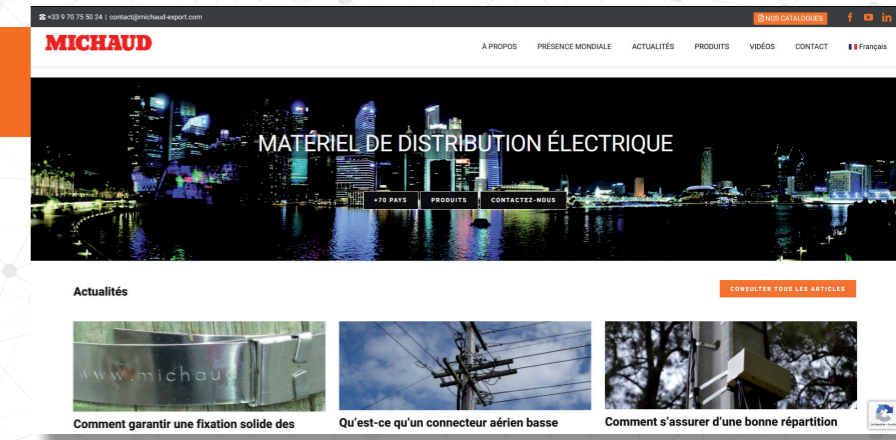 +33 9 70 75 50 24 | contact@michaud-export.com
NOS CATALOGUES
MICHAUD
À PROPOS PRÉSENCE MONDIALE ACTUALITÉS PRODUITS VIDÉOS CONTACT Français
MATÉRIEL DE DISTRIBUTION ÉLECTRIQUE
+70 PAYS PRODUITS CONTACTEZ-NOUS
Actualités
CONSULTER TOUS LES ARTICLES
www.michaud
Comment garantir une fixation solide des
Qu'est-ce qu'un connecteur aérien basse
Comment s'assurer d'une bonne répartition